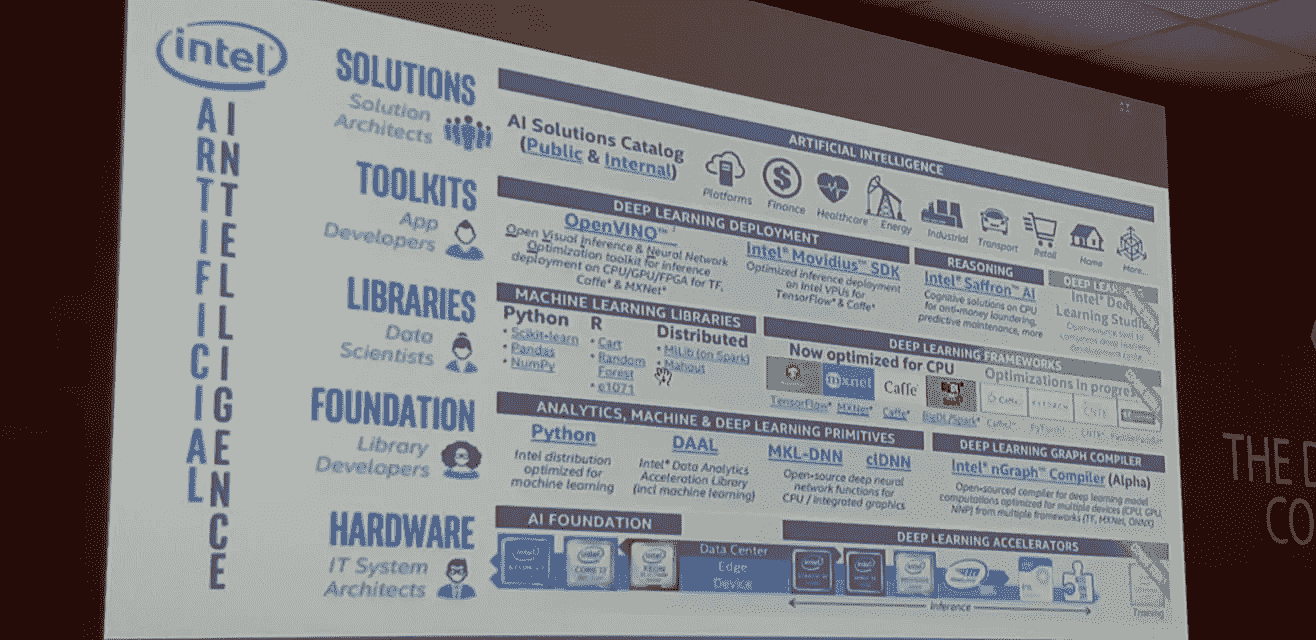 intel
ARTIFICIAL
INTELLIGENCE
SOLUTIONS
Solution
Architects
ARTIFICIAL INTELLIGENCE
AI Solutions Catalog
(Public & Internal)
Platforms
Finance
Healthcare
Energy
Industrial
Transport
Retail
Home
More...
TOOLKITS
App
Developers
DEEP LEARNING DEPLOYMENT
OpenVINO™
Open Visual Inference & Neural Network
Optimization toolkit for inference
deployment on CPU/GPU/FPGA for TF,
Caffe* & MXNet*
Intel® Movidius™ SDK
Optimized inference deployment
on Intel VPUs for
TensorFlow* & Caffe*
REASONING
Intel® Saffron™ AI
Cognitive solutions on CPU
for anti-money laundering,
predictive maintenance, more
DEEP
Intel®
Learning
LIBRARIES
Data
Scientists
MACHINE LEARNING LIBRARIES
Python
• Scikit-learn
• Pandas
• NumPy
R
• Cart
• Random
Forest
• e1071
Distributed
• MlLib (on Spark)
• Mahout
DEEP LEARNING FRAMEWORKS
Now optimized for CPU
mxnet
Caffe
TensorFlow*
MXNet*
Caffe*
BigDL/Spark*
Optimizations in progress
Caffe2*
PyTorch*
CNTK*
FOUNDATION
Library
Developers
ANALYTICS, MACHINE & DEEP LEARNING PRIMITIVES
Python
Intel distribution
optimized for
machine learning
DAAL
Intel® Data Analytics
Acceleration Library
(incl machine learning)
MKL-DNN clDNN
Open-source deep neural
network functions for
CPU / integrated graphics
DEEP LEARNING GRAPH COMPILER
Intel® nGraph™ Compiler (Alpha)
Open-sourced compiler for deep learning model
computations optimized for multiple devices (CPU, GPU,
NNP) from multiple frameworks (TF, MXNet, ONNX)
HARDWARE
IT System
Architects
AI FOUNDATION
Data Center
Edge
Device
DEEP LEARNING ACCELERATORS
Inference
Training
THE D
CO